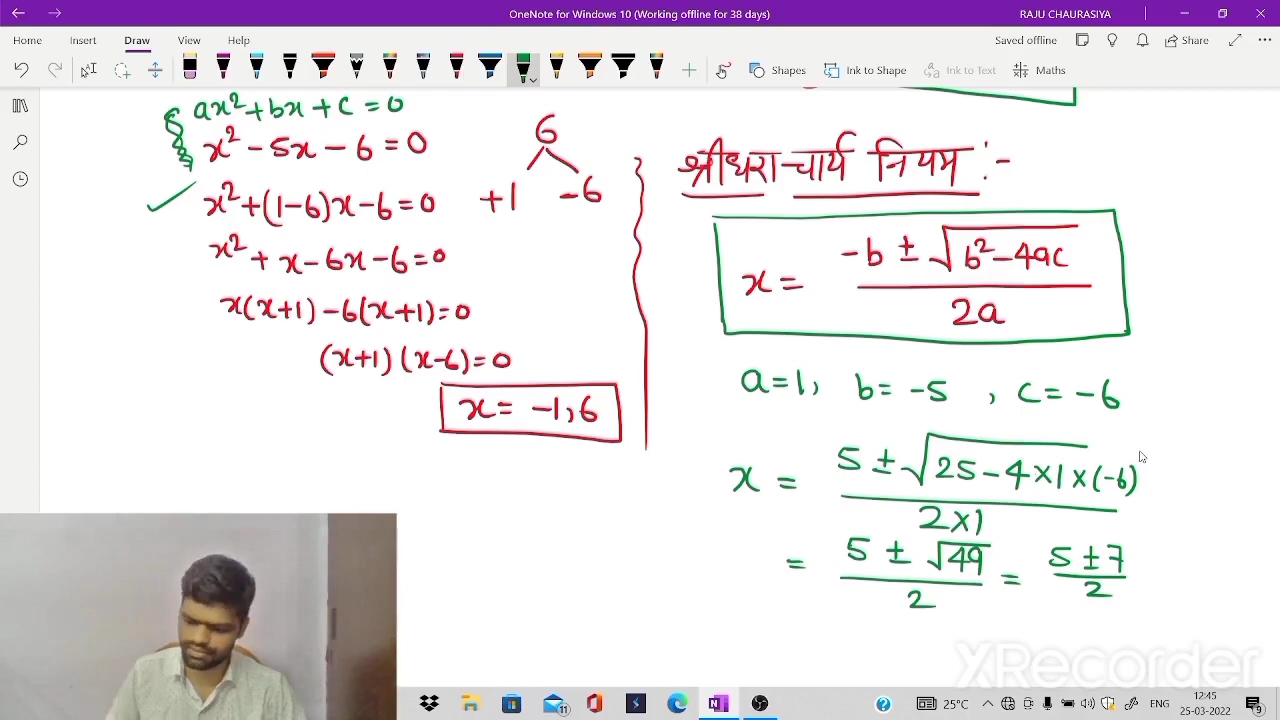 OneNote for Windows 10 (Working offline for 38 days)
RAJU CHAURASIYA
Home Insert Draw View Help
Saved offline
Share
Shapes
Ink to Shape
Ink to Text
Maths
ax² + bx + c = 0
x² - 5x - 6 = 0
x² + (1-6)x - 6 = 0
x² + x - 6x - 6 = 0
x(x+1) - 6(x+1) = 0
(x+1) (x-6) = 0
x = -1, 6
6
+1 -6
श्रीधराचार्य नियम :-
x = (-b ± √(b² - 4ac)) / 2a
a = 1, b = -5 , c = -6
x = (5 ± √(25 - 4×1×(-6))) / (2×1)
= (5 ± √49) / 2 = (5 ± 7) / 2
XRecorder
11
25°C
ENG
12:45
25-03-2022
9